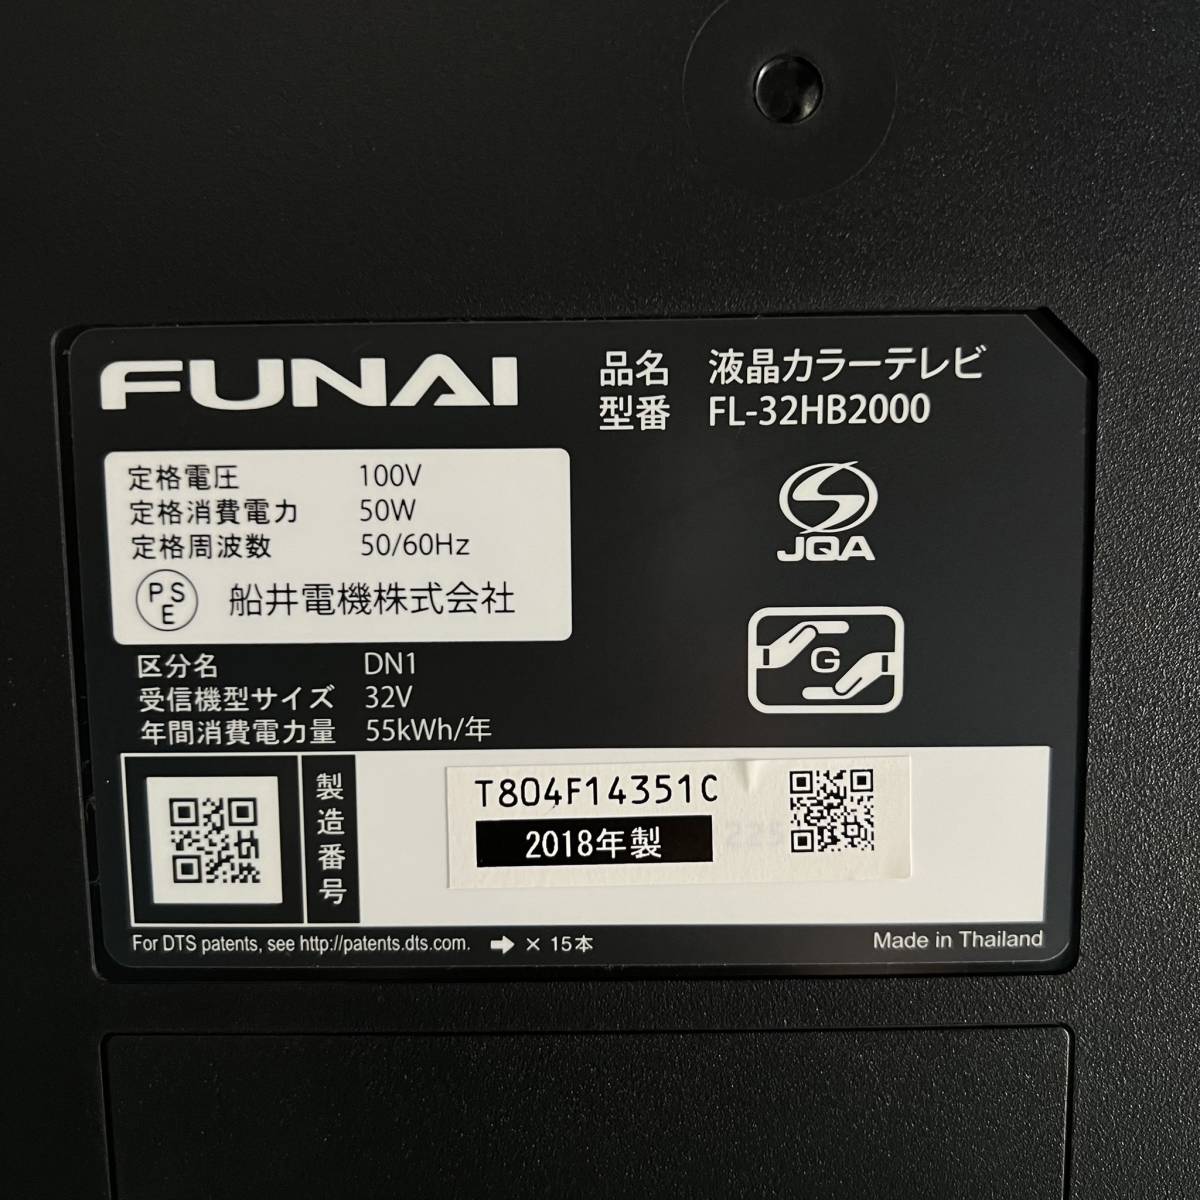 FUNAI
品名 液晶カラーテレビ
型番 FL-32HB2000
定格電圧 100V
定格消費電力 50W
定格周波数 50/60Hz
PSE 船井電機株式会社
JQA
G
区分名 DN1
受信機型サイズ 32V
年間消費電力量 55kWh/年
製造番号
T804F14351C
2018年製
225
For DTS patents, see http://patents.dts.com. ➡ × 15本
Made in Thailand